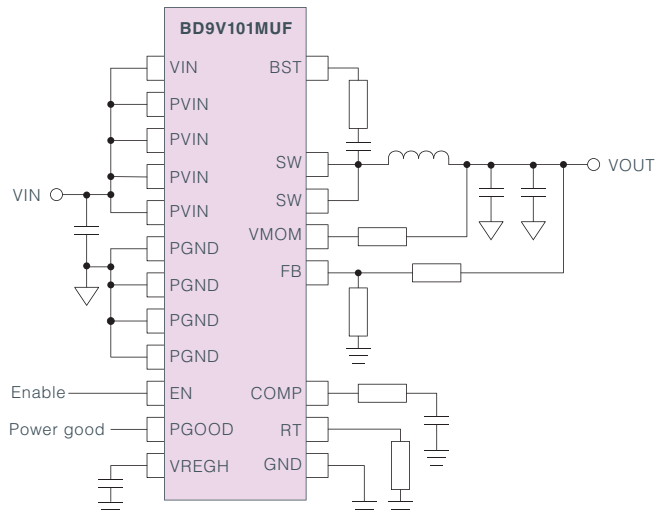 BD9V101MUF
VIN
BST
PVIN
PVIN
SW
PVIN
SW
PVIN
VIN
VOUT
PGND
VMOM
PGND
FB
PGND
PGND
Enable
EN
COMP
Power good
PGOOD
RT
VREGH
GND